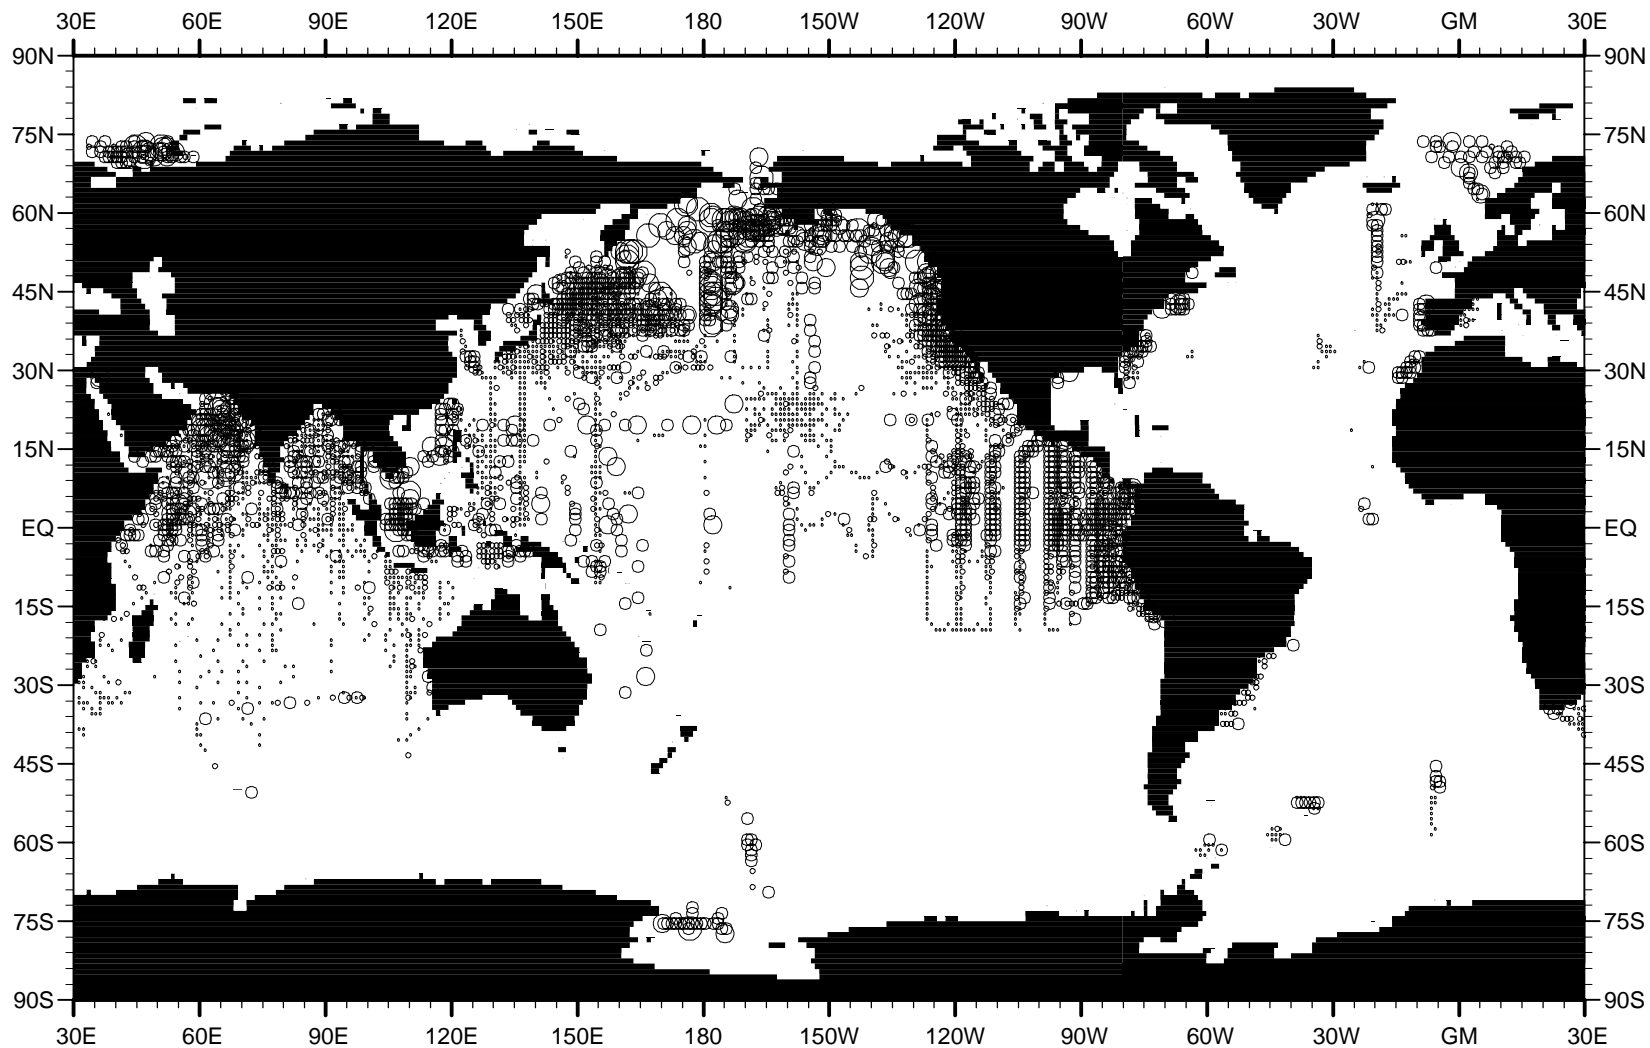 30E 60E 90E 120E 150E 180 150W 120W 90W 60W 30W GM 30E
90N 90N
75N 75N
60N 60N
45N 45N
30N 30N
15N 15N
EQ EQ
15S 15S
30S 30S
45S 45S
60S 60S
75S 75S
90S 90S
30E 60E 90E 120E 150E 180 150W 120W 90W 60W 30W GM 30E